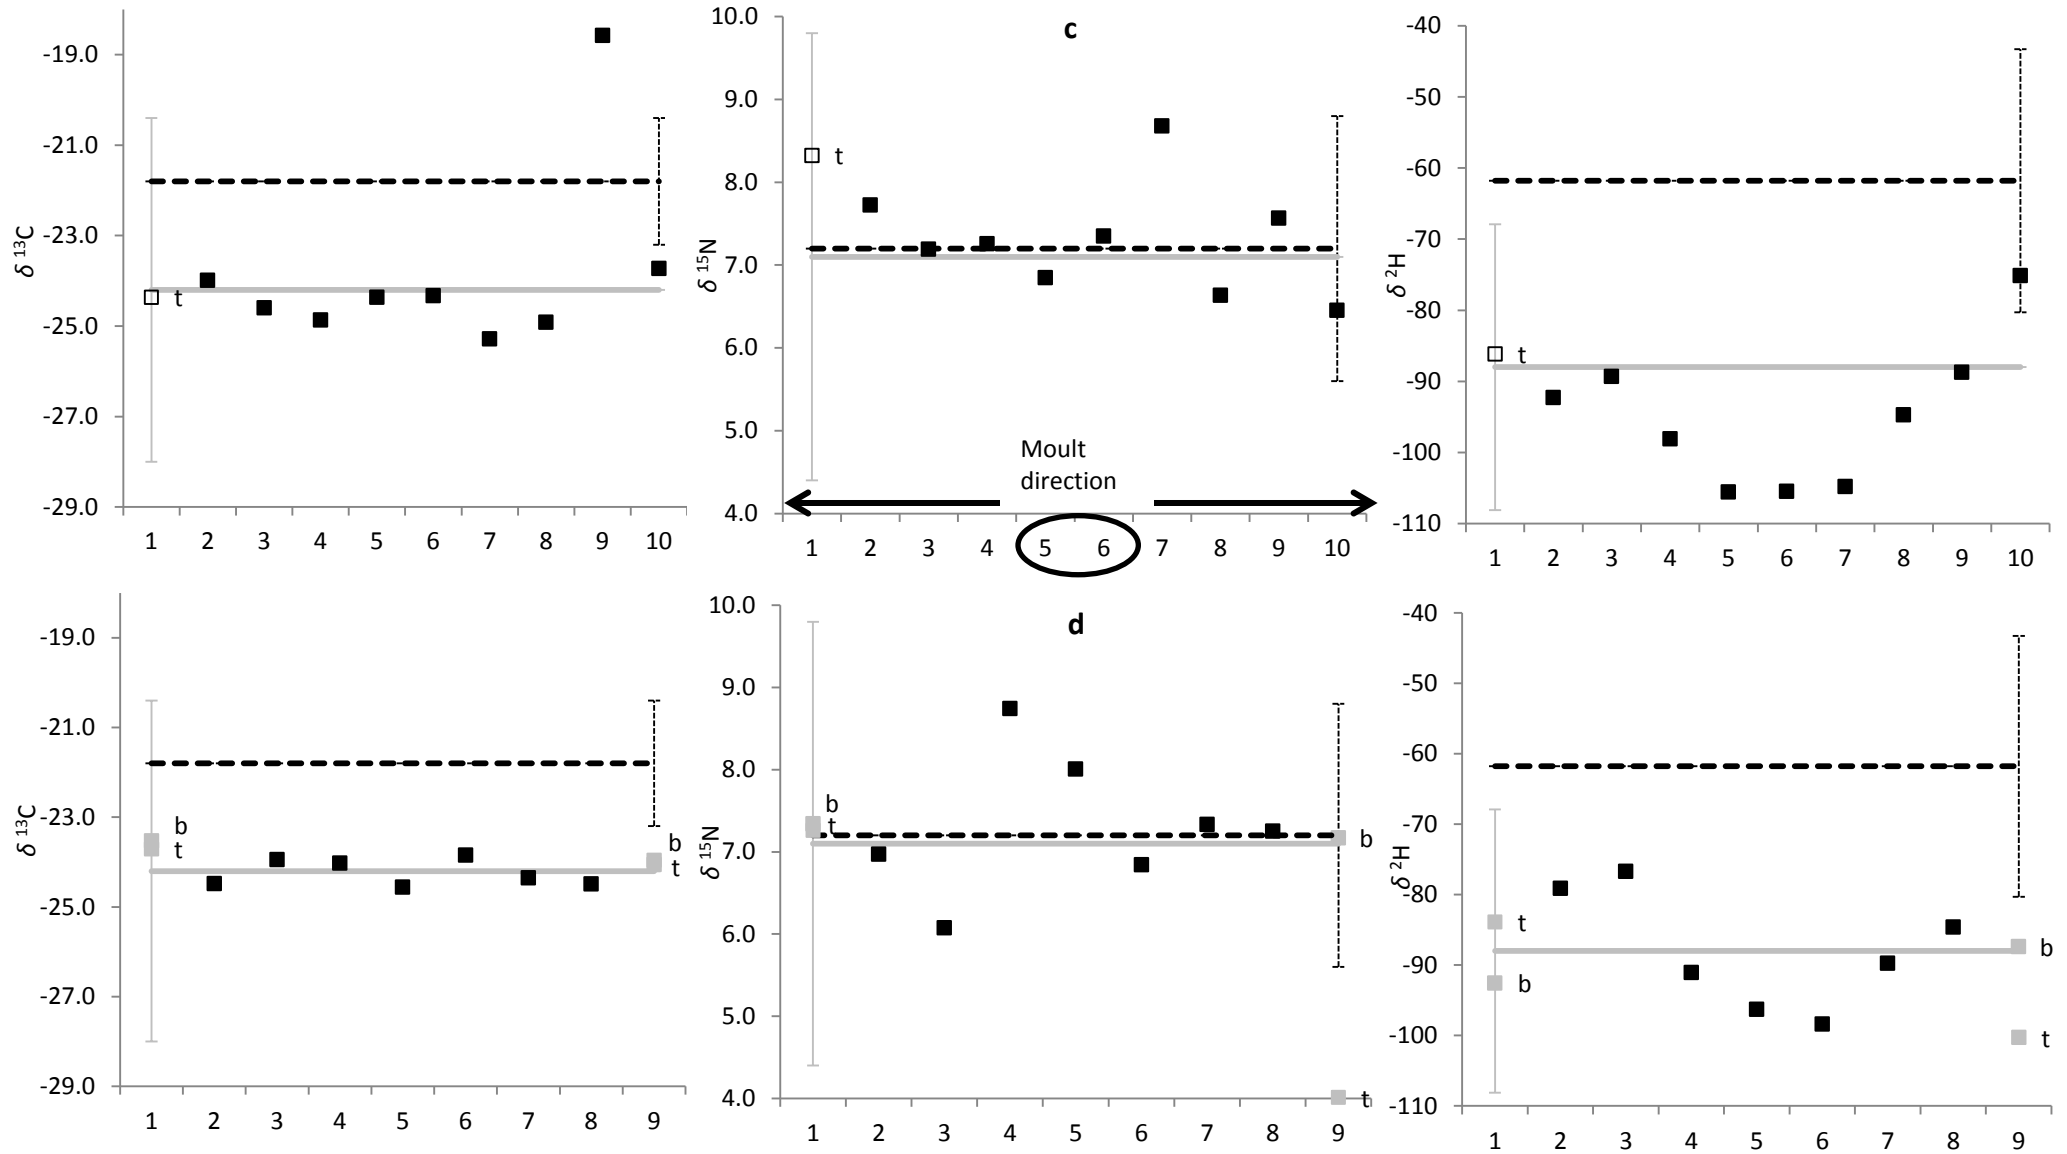 -19.0
-21.0
-23.0
-25.0
-27.0
-29.0
δ 13C
t
1 2 3 4 5 6 7 8 9 10
c
10.0
9.0
8.0
7.0
6.0
5.0
4.0
δ 15N
t
Moult
direction
1 2 3 4 5 6 7 8 9 10
-40
-50
-60
-70
-80
-90
-100
-110
δ 2H
t
1 2 3 4 5 6 7 8 9 10
-19.0
-21.0
-23.0
-25.0
-27.0
-29.0
δ 13C
b
t
b
t
1 2 3 4 5 6 7 8 9
d
10.0
9.0
8.0
7.0
6.0
5.0
4.0
δ 15N
b
t
b
t
1 2 3 4 5 6 7 8 9
-40
-50
-60
-70
-80
-90
-100
-110
δ 2H
t
b
b
t
1 2 3 4 5 6 7 8 9